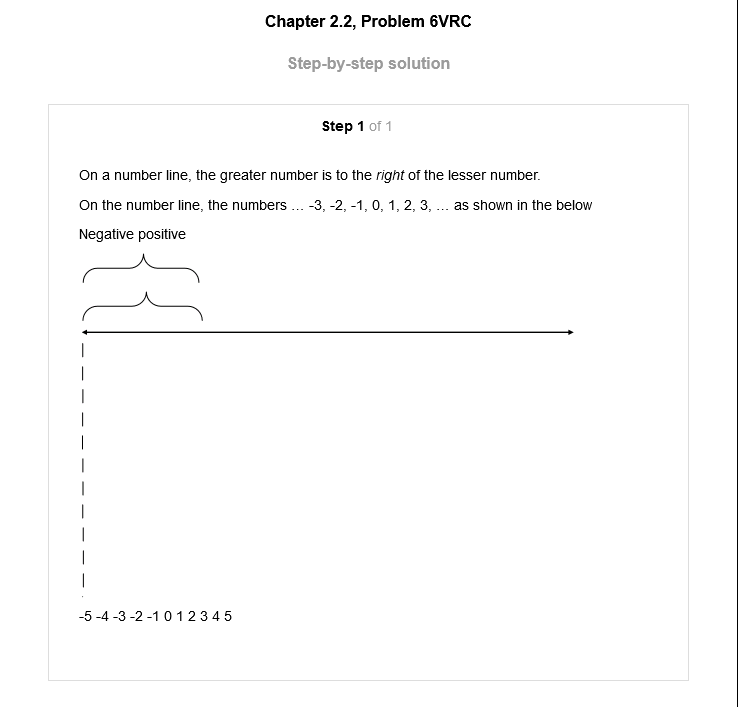 Chapter 2.2, Problem 6VRC
Step-by-step solution
Step 1 of 1
On a number line, the greater number is to the right of the lesser number.
On the number line, the numbers … -3, -2, -1, 0, 1, 2, 3, … as shown in the below
Negative positive
-5 -4 -3 -2 -1 0 1 2 3 4 5